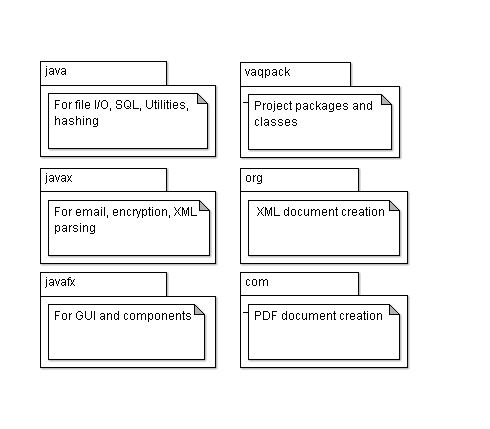 java
For file I/O, SQL, Utilities,
hashing
vaqpack
Project packages and
classes
javax
For email, encryption, XML
parsing
org
XML document creation
javafx
For GUI and components
com
PDF document creation